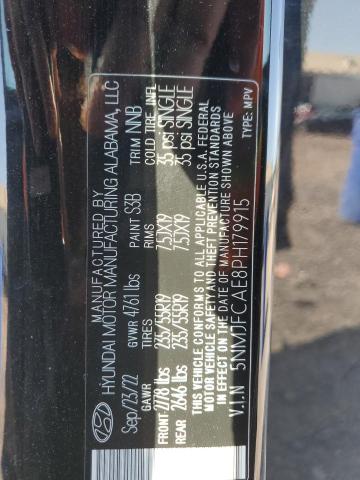 MANUFACTURED BY
HYUNDAI MOTOR MANUFACTURING ALABAMA, LLC
Sep/23/22 GVWR 4761 lbs PAINT S3B TRIM NNB
GAWR TIRES RIMS COLD TIRE INFL
FRONT: 2778 lbs 235/55R19 7.5JX19 35 psi SINGLE
REAR 2646 lbs 235/55R19 7.5JX19 35 psi SINGLE
THIS VEHICLE CONFORMS TO ALL APPLICABLE U.S.A. FEDERAL
MOTOR VEHICLE SAFETY AND THEFT PREVENTION STANDARDS
IN EFFECT ON THE DATE OF MANUFACTURE SHOWN ABOVE
V.I.N 5NMJFCAE8PH179915 TYPE: MPV